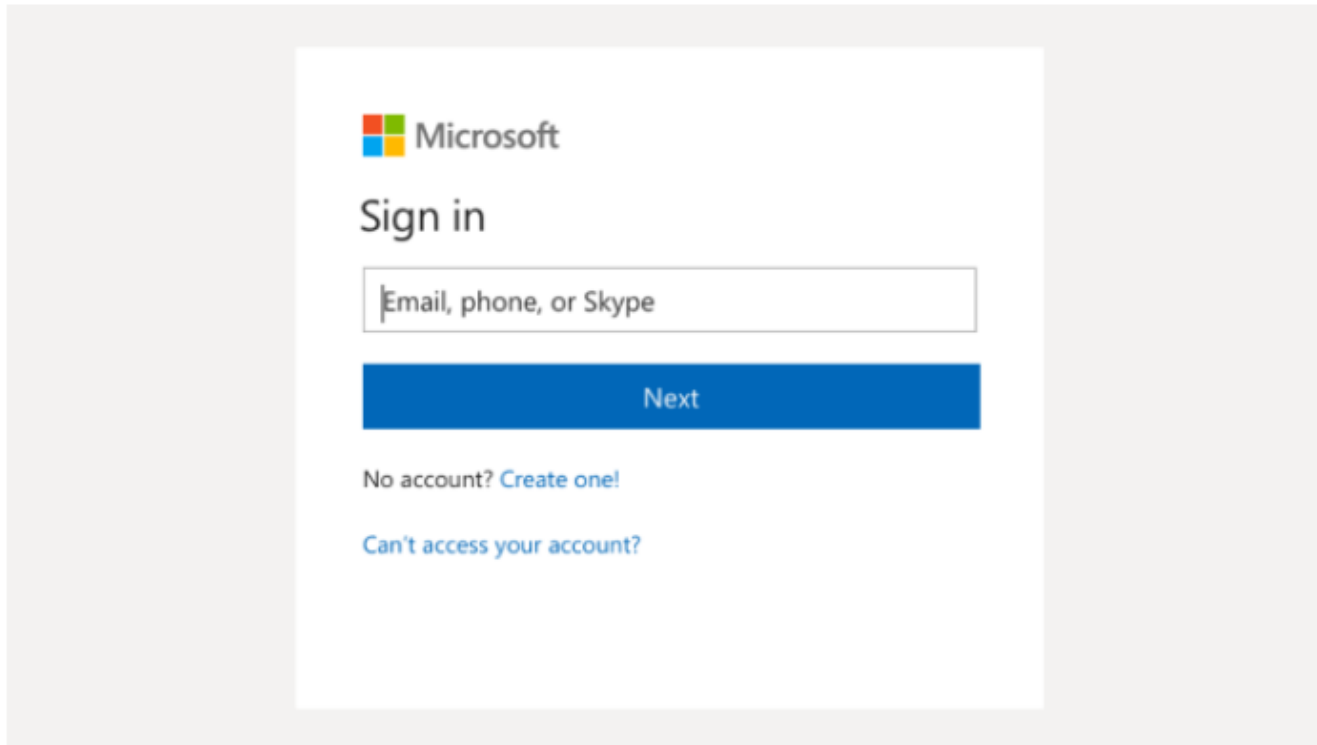 Microsoft
Sign in
Email, phone, or Skype
Next
No account? Create one!
Can't access your account?